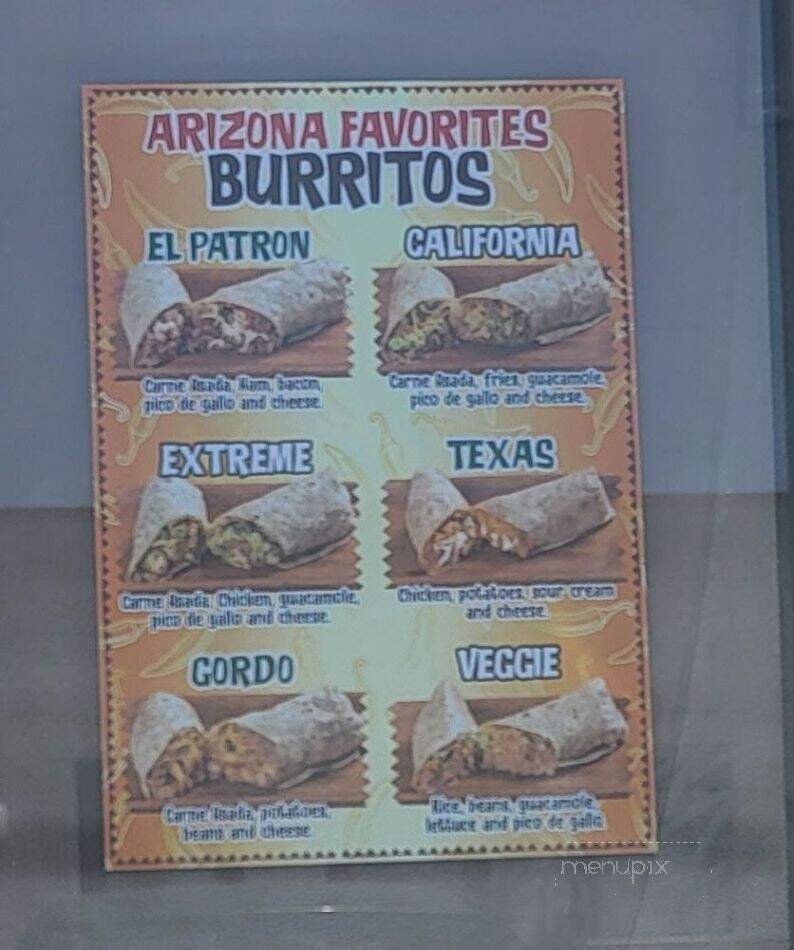 ARIZONA FAVORITES
BURRITOS
EL PATRON
Carne Asada, Ham, bacon,
pico de gallo and cheese.
CALIFORNIA
Carne Asada, fries, guacamole,
pico de gallo and cheese.
EXTREME
Carne Asada, Chicken, guacamole,
pico de gallo and cheese.
TEXAS
Chicken, potatoes, sour cream
and cheese.
GORDO
Carne Asada, potatoes,
beans and cheese.
VEGGIE
Rice, beans, guacamole,
lettuce and pico de gallo
menupix